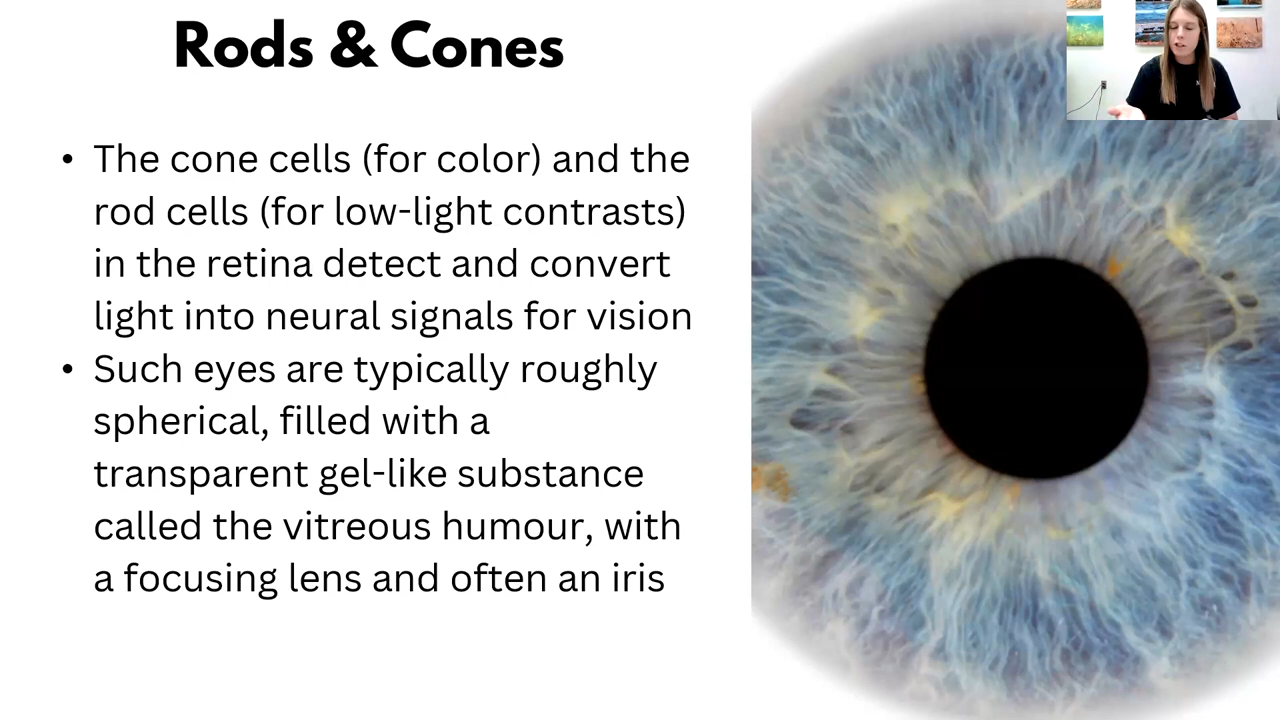 Rods & Cones
• The cone cells (for color) and the
rod cells (for low-light contrasts)
in the retina detect and convert
light into neural signals for vision
• Such eyes are typically roughly
spherical, filled with a
transparent gel-like substance
called the vitreous humour, with
a focusing lens and often an iris